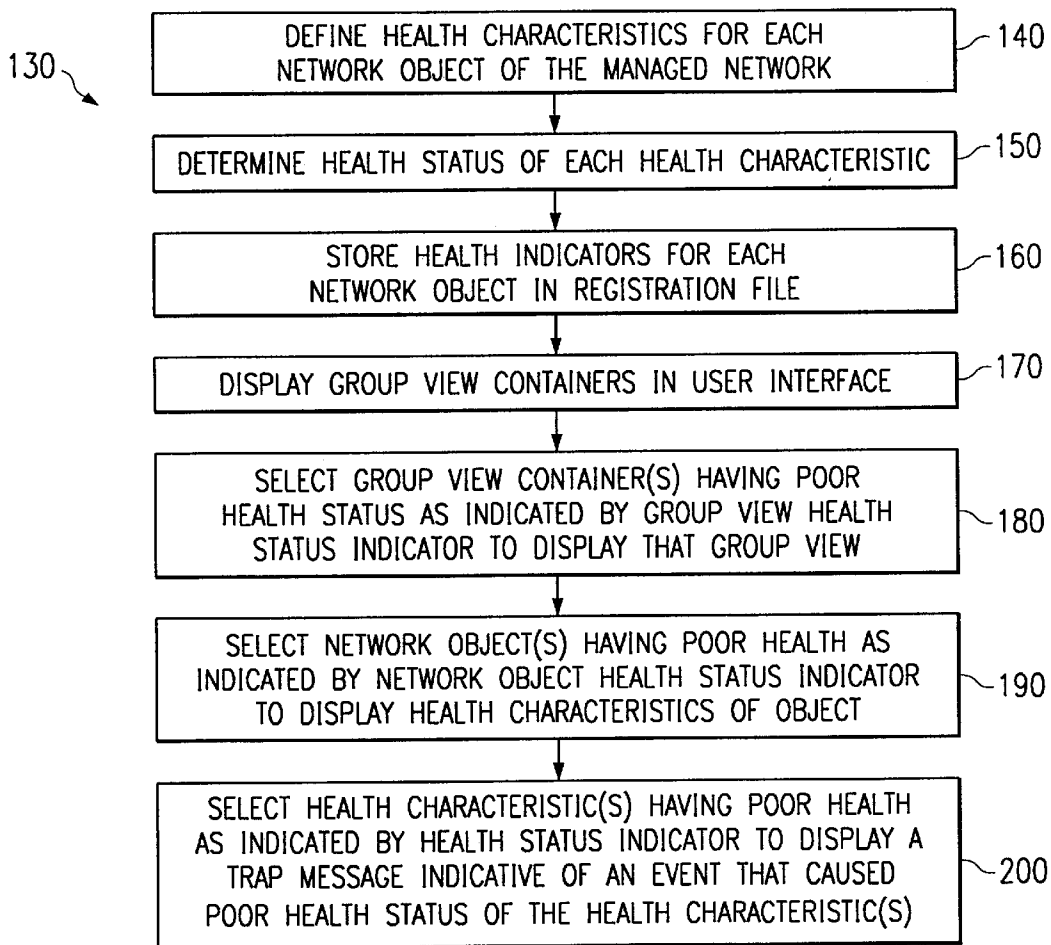 130
DEFINE HEALTH CHARACTERISTICS FOR EACH
NETWORK OBJECT OF THE MANAGED NETWORK
140
DETERMINE HEALTH STATUS OF EACH HEALTH CHARACTERISTIC
150
STORE HEALTH INDICATORS FOR EACH
NETWORK OBJECT IN REGISTRATION FILE
160
DISPLAY GROUP VIEW CONTAINERS IN USER INTERFACE
170
SELECT GROUP VIEW CONTAINER(S) HAVING POOR
HEALTH STATUS AS INDICATED BY GROUP VIEW HEALTH
STATUS INDICATOR TO DISPLAY THAT GROUP VIEW
180
SELECT NETWORK OBJECT(S) HAVING POOR HEALTH AS
INDICATED BY NETWORK OBJECT HEALTH STATUS INDICATOR
TO DISPLAY HEALTH CHARACTERISTICS OF OBJECT
190
SELECT HEALTH CHARACTERISTIC(S) HAVING POOR HEALTH
AS INDICATED BY HEALTH STATUS INDICATOR TO DISPLAY A
TRAP MESSAGE INDICATIVE OF AN EVENT THAT CAUSED
POOR HEALTH STATUS OF THE HEALTH CHARACTERISTIC(S)
200